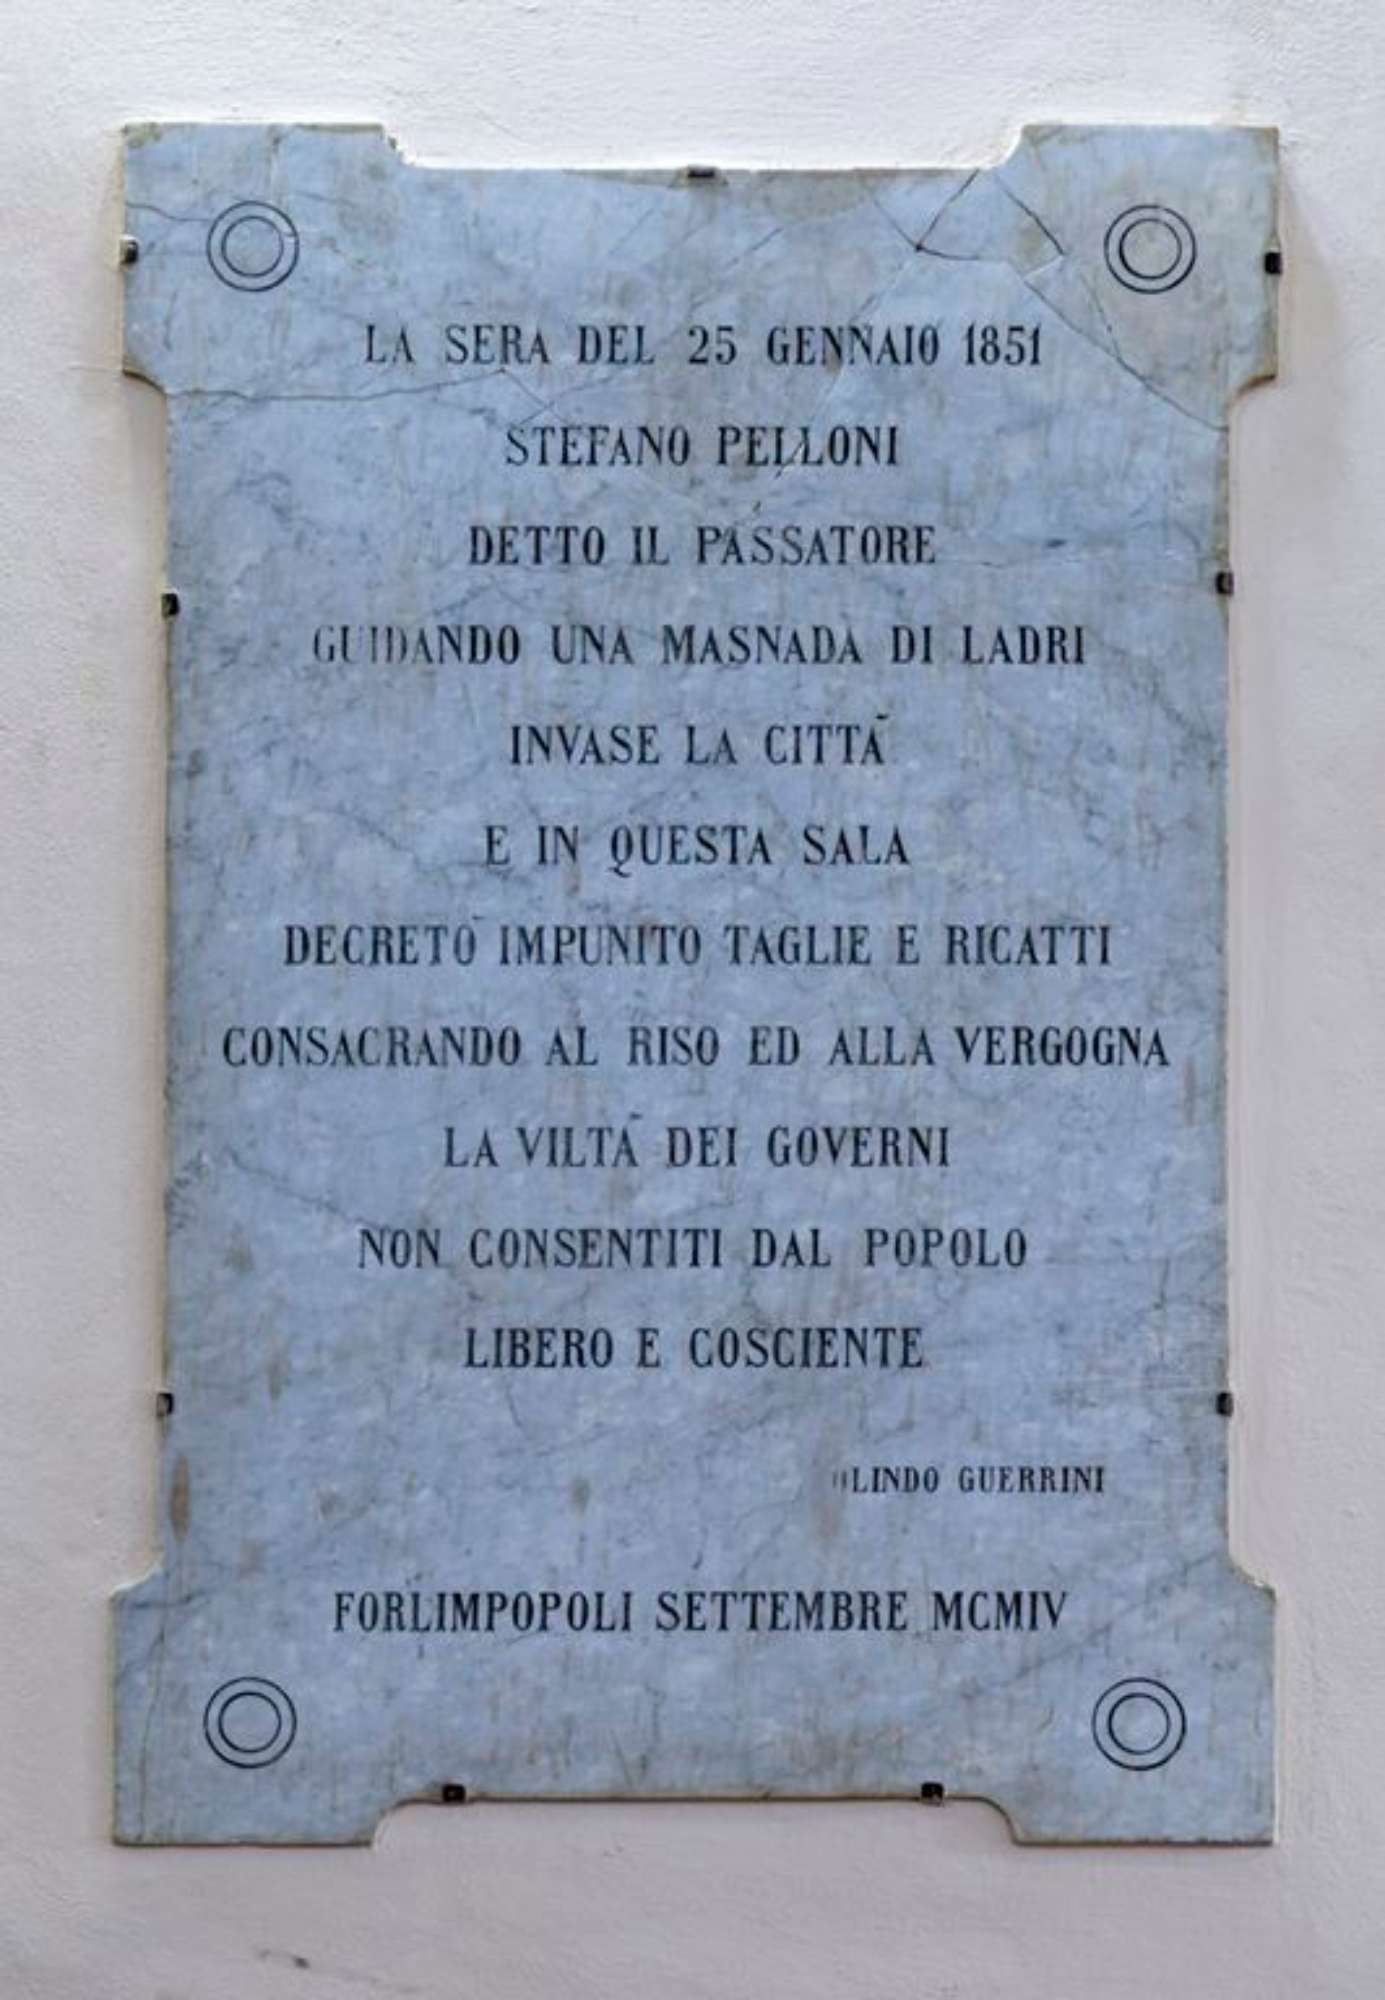 LA SERA DEL 25 GENNAIO 1851
STEFANO PELLONI
DETTO IL PASSATORE
GUIDANDO UNA MASNADA DI LADRI
INVASE LA CITTÀ
E IN QUESTA SALA
DECRETÒ IMPUNITO TAGLIE E RICATTI
CONSACRANDO AL RISO ED ALLA VERGOGNA
LA VILTÀ DEI GOVERNI
NON CONSENTITI DAL POPOLO
LIBERO E COSCIENTE
OLINDO GUERRINI
FORLIMPOPOLI SETTEMBRE MCMIV